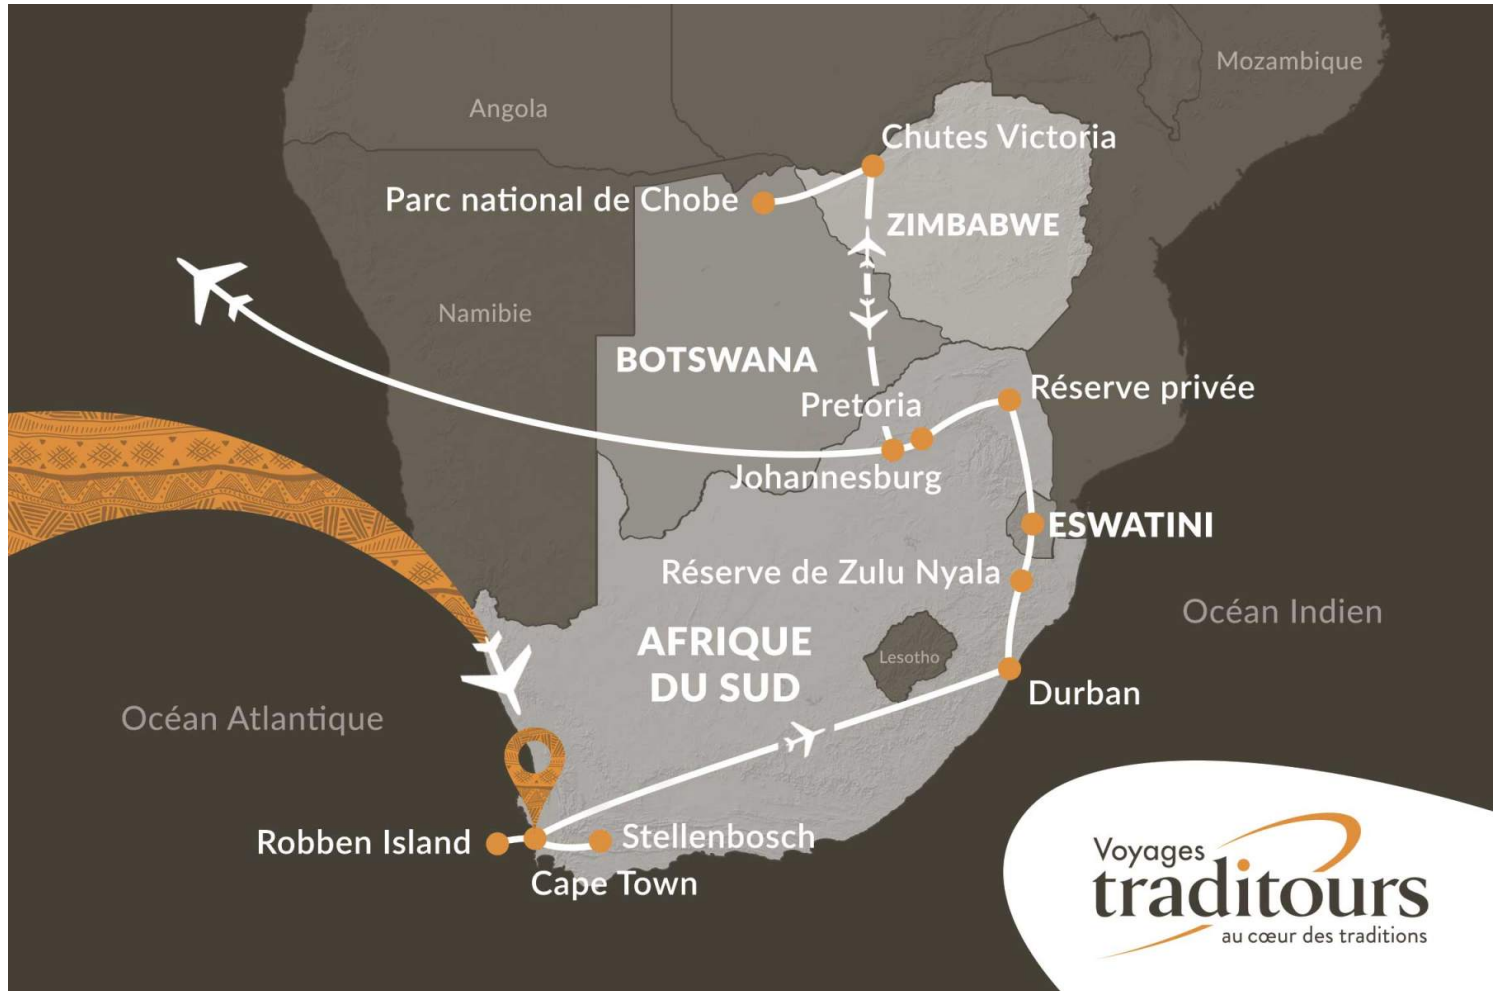 Mozambique
Angola
Chutes Victoria
Parc national de Chobe
ZIMBABWE
Namibie
BOTSWANA
Réserve privée
Pretoria
Johannesburg
ESWATINI
Réserve de Zulu Nyala
Océan Indien
AFRIQUE
DU SUD
Lesotho
Durban
Océan Atlantique
Robben Island
Stellenbosch
Cape Town
Voyages
traditours
au cœur des traditions